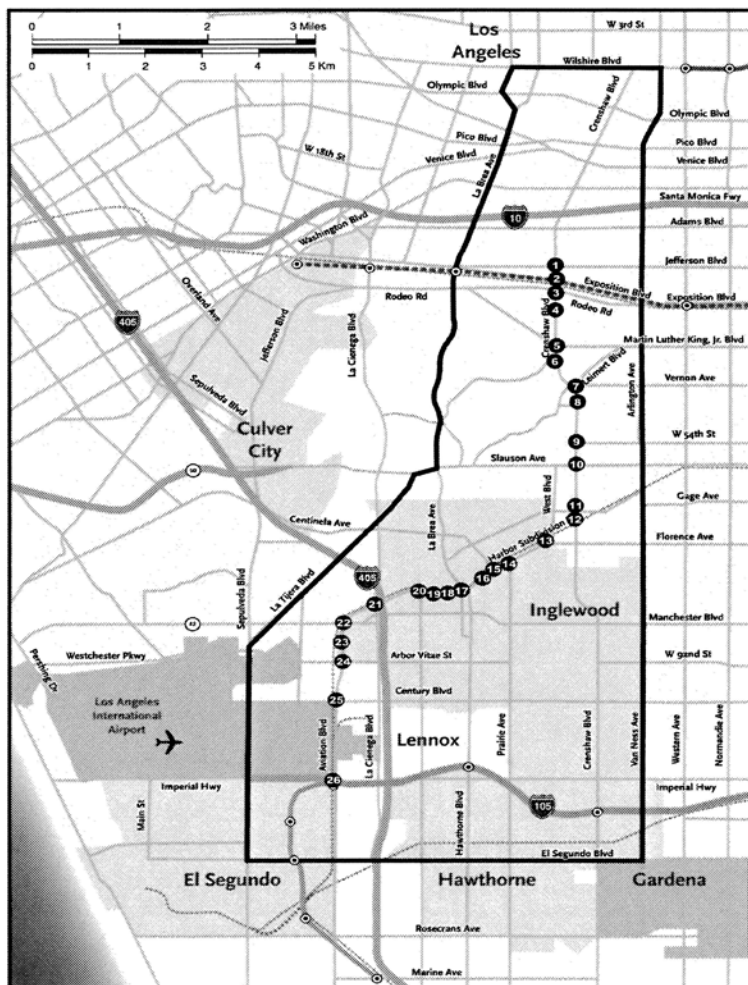 0 1 2 3 Miles
0 1 2 3 4 5 Km
Los
Angeles
W 3rd St
Wilshire Blvd
Olympic Blvd
Crenshaw Blvd
Olympic Blvd
Pico Blvd
Pico Blvd
W 18th St
Venice Blvd
Venice Blvd
La Brea Ave
Santa Monica Fwy
10
Washington Blvd
Adams Blvd
1
Jefferson Blvd
2
Exposition Blvd
Overland Ave
3
Rodeo Rd
Rodeo Rd
Exposition Blvd
405
4
Jefferson Blvd
La Cienega Blvd
Crenshaw Blvd
5
Martin Luther King, Jr. Blvd
6
Leimert Blvd
Sepulveda Blvd
7
Vernon Ave
8
Arlington Ave
Culver
City
9
W 54th St
Slauson Ave
10
90
West Blvd
La Brea Ave
11
Gage Ave
Centinela Ave
12
Harbor Subdivision
13
Florence Ave
14
15
405
16
La Tijera Blvd
20 19 18 17
Sepulveda Blvd
21
Inglewood
22
Manchester Blvd
23
Westchester Pkwy
24
Arbor Vitae St
W 92nd St
Pershing Dr
Century Blvd
25
Los Angeles
International
Airport
Aviation Blvd
La Cienega Blvd
Lennox
Prairie Ave
Crenshaw Blvd
Van Ness Ave
Western Ave
Normandie Ave
26
Imperial Hwy
Imperial Hwy
Main St
105
Hawthorne Blvd
El Segundo Blvd
El Segundo
Hawthorne
Gardena
Rosecrans Ave
Marine Ave